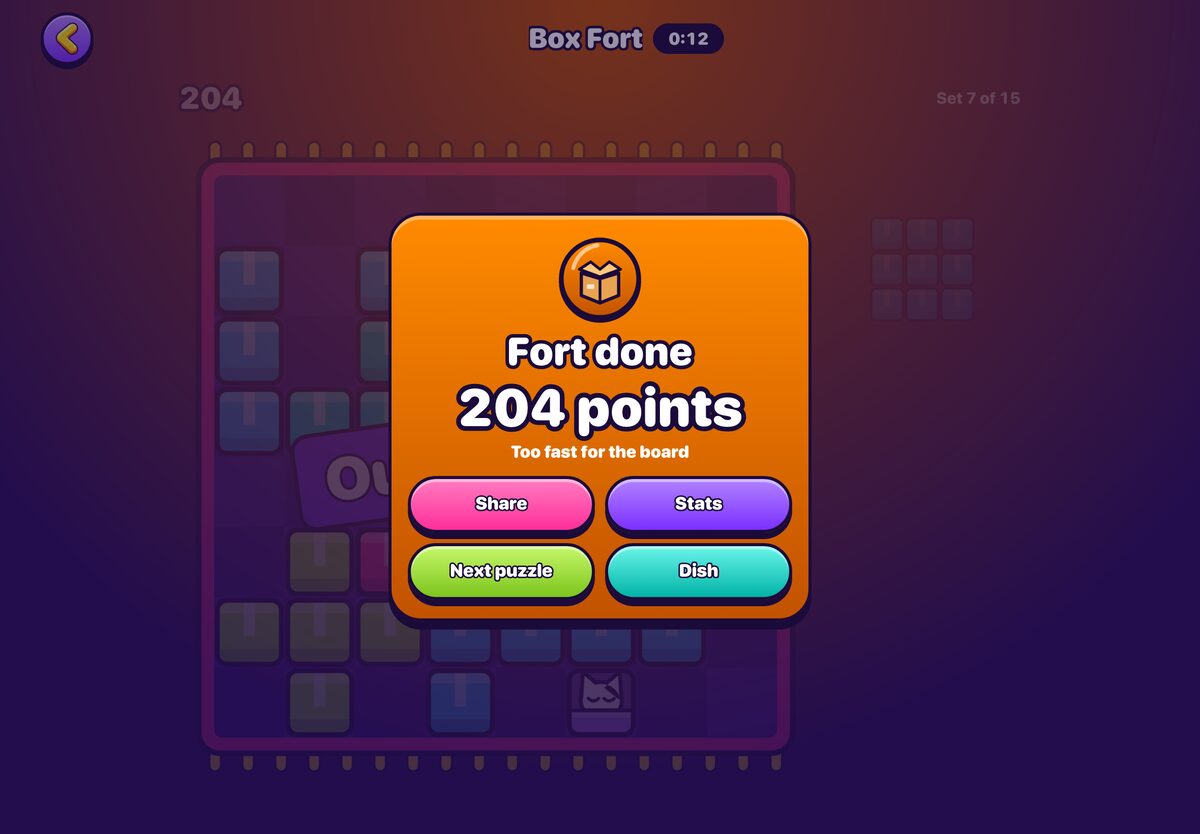 Box Fort 0:12
204
Set 7 of 15
Fort done
204 points
Too fast for the board
Share
Stats
Next puzzle
Dish